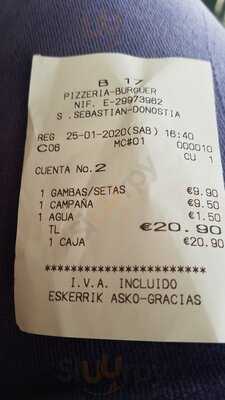 B 17
PIZZERIA-BURGUER
NIF. E-29973962
S.SEBASTIAN-DONOSTIA
REG 25-01-2020(SAB) 16:40
C06 MC#01 000010
CU 1
CUENTA No.2
1 GAMBAS/SETAS €9.90
1 CAMPAÑA €9.50
1 AGUA €1.50
TL €20.90
1 CAJA €20.90
************************
I.V.A. INCLUIDO
ESKERRIK ASKO-GRACIAS
sluurpy